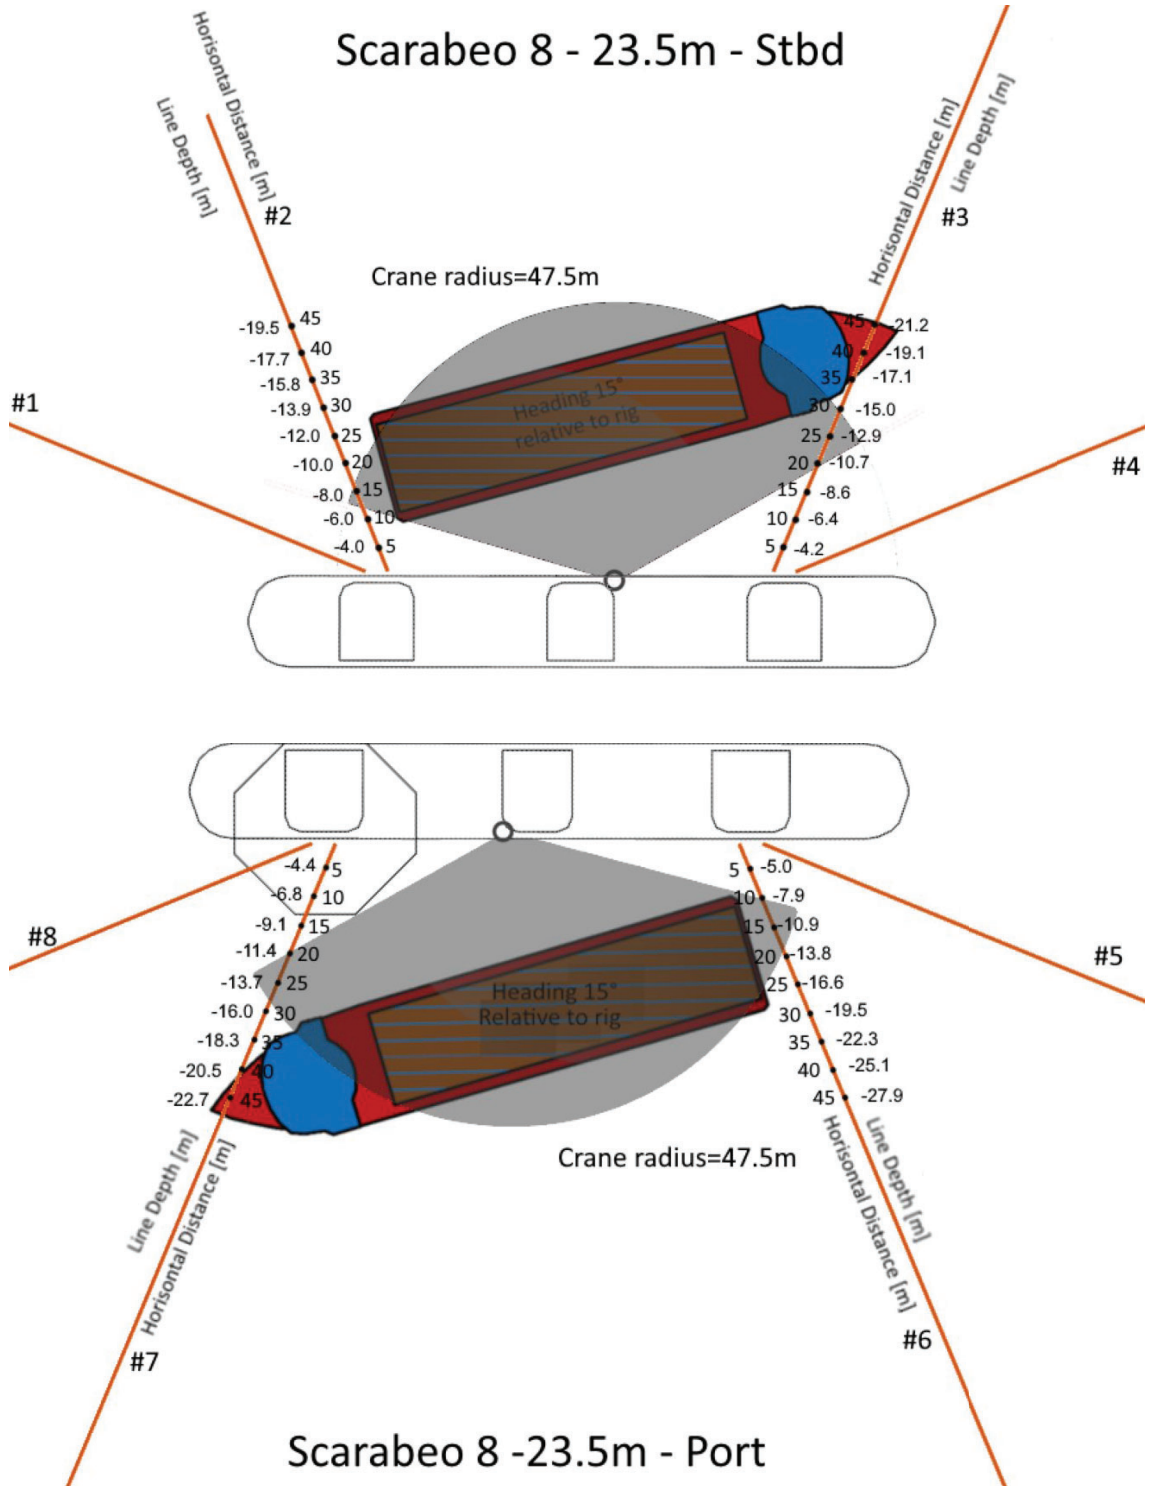 Scarabeo 8 - 23.5m - Stbd
Horisontal Distance [m]
Line Depth [m]
#2
Horisontal Distance [m]
Line Depth [m]
#3
Crane radius=47.5m
-19.5 45
-17.7 40
-15.8 35
-13.9 30
-12.0 25
-10.0 20
-8.0 15
-6.0 10
-4.0 5
#1
Heading 15°
relative to rig
45 -21.2
40 -19.1
35 -17.1
30 -15.0
25 -12.9
20 -10.7
15 -8.6
10 -6.4
5 -4.2
#4
-4.4 5
-6.8 10
-9.1 15
-11.4 20
-13.7 25
-16.0 30
-18.3 35
-20.5 40
-22.7 45
#8
Heading 15°
Relative to rig
5 -5.0
10 -7.9
15 -10.9
20 -13.8
25 -16.6
30 -19.5
35 -22.3
40 -25.1
45 -27.9
#5
Line Depth [m]
Horisontal Distance [m]
#7
Crane radius=47.5m
Line Depth [m]
Horisontal Distance [m]
#6
Scarabeo 8 -23.5m - Port